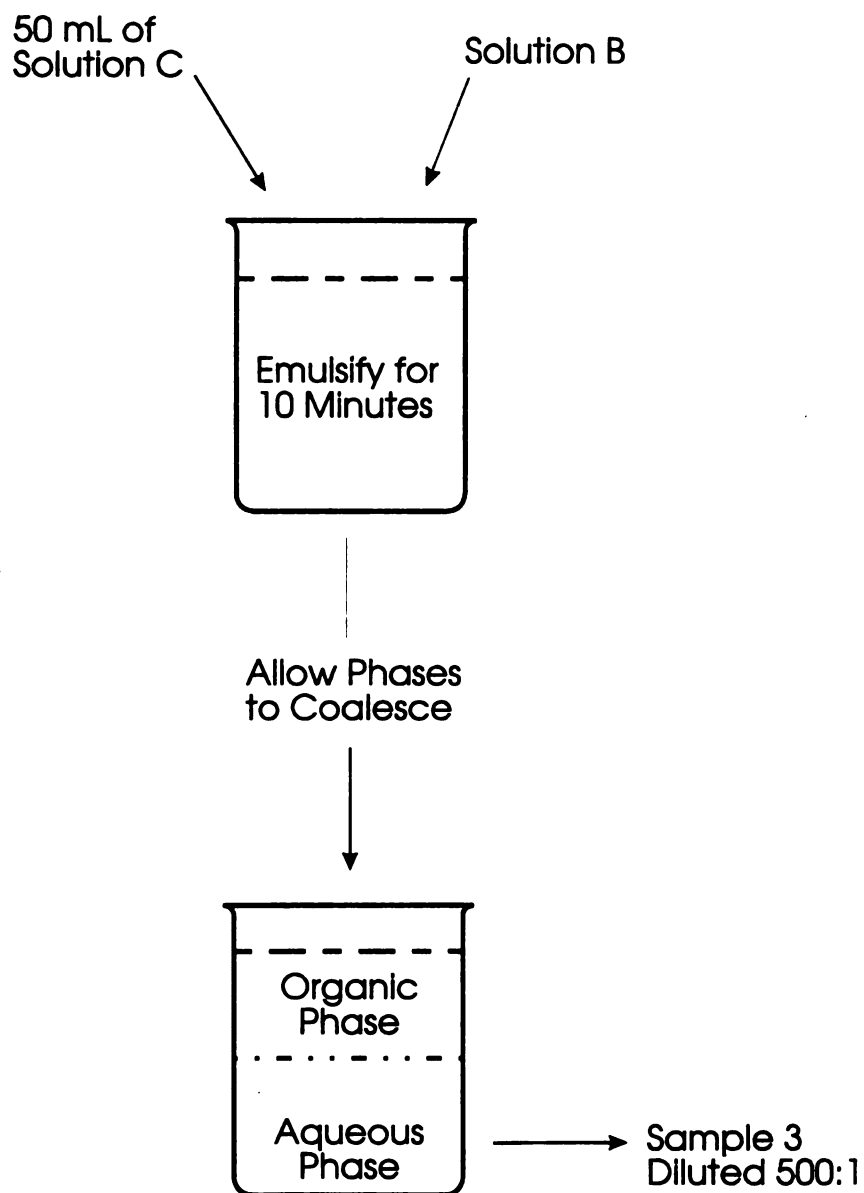 50 mL of
Solution C
Solution B
Emulsify for
10 Minutes
Allow Phases
to Coalesce
Organic
Phase
Aqueous
Phase
Sample 3
Diluted 500:1